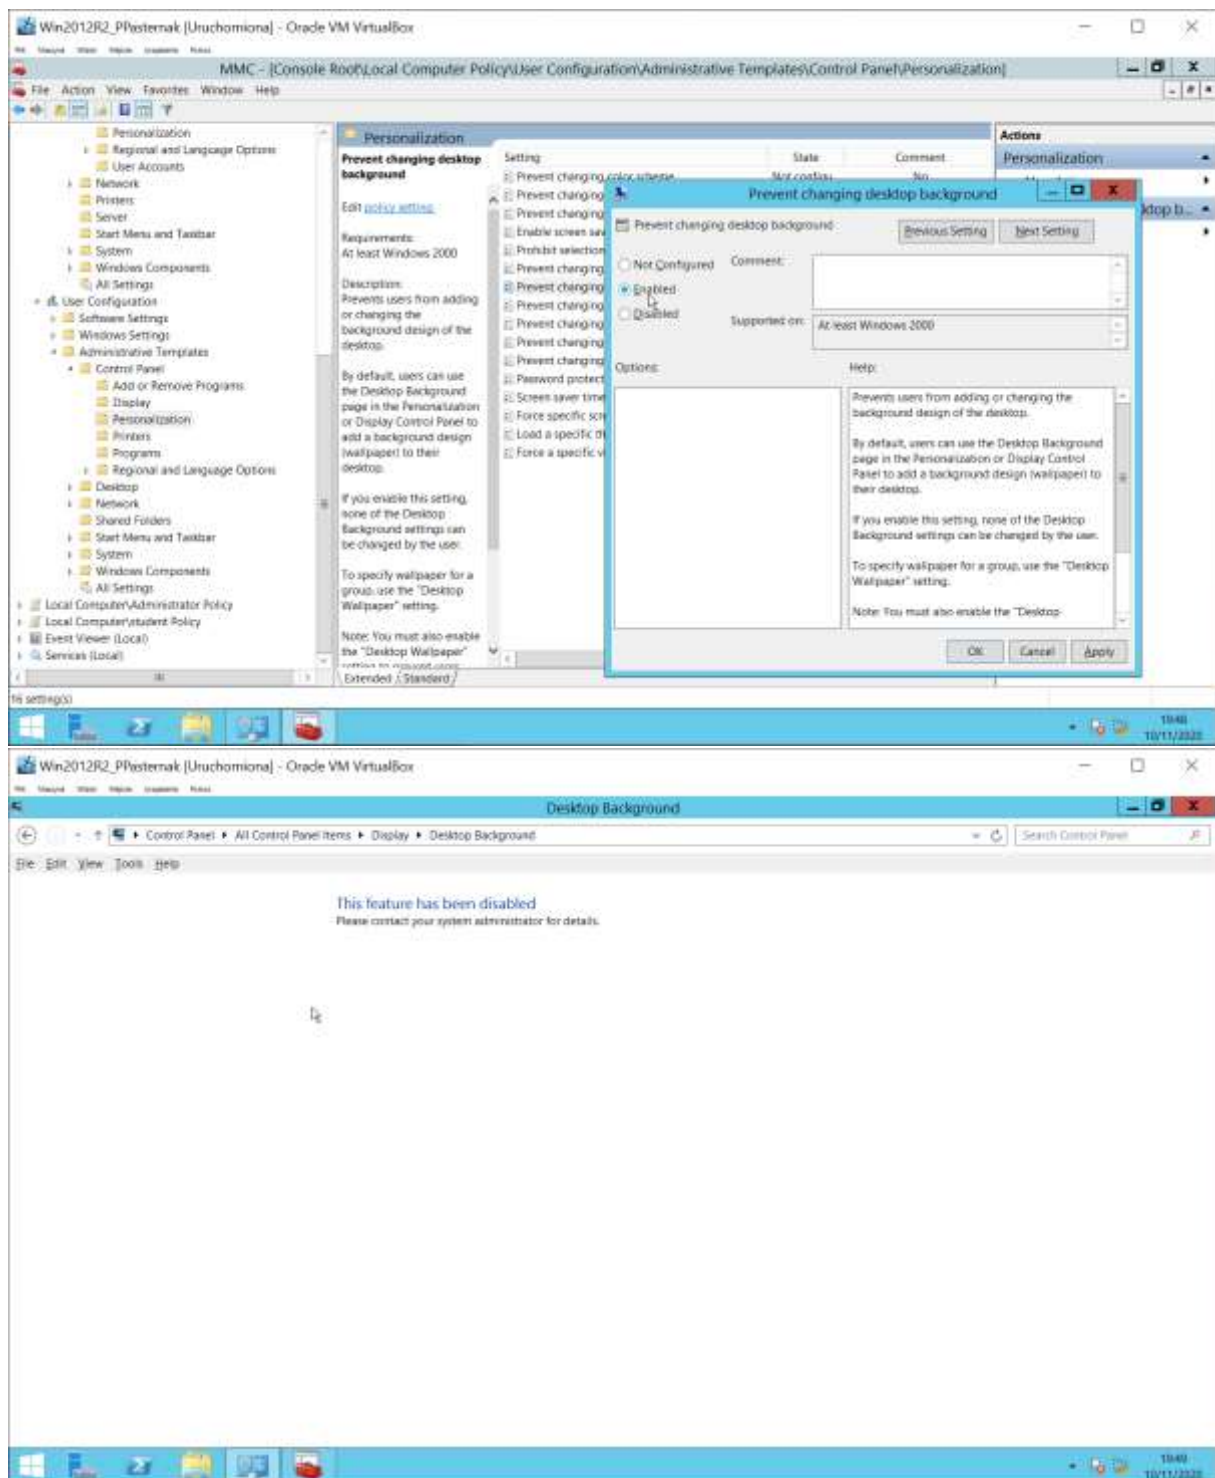 Win2012R2_PPasternak [Uruchomiona] - Oracle VM VirtualBox
MMC - [Console Root\Local Computer Policy\User Configuration\Administrative Templates\Control Panel\Personalization]
File Action View Favorites Window Help
Personalization
Regional and Language Options
User Accounts
Network
Printers
Server
Start Menu and Taskbar
System
Windows Components
All Settings
User Configuration
Software Settings
Windows Settings
Administrative Templates
Control Panel
Add or Remove Programs
Display
Personalization
Printers
Programs
Regional and Language Options
Desktop
Network
Shared Folders
Start Menu and Taskbar
System
Windows Components
All Settings
Local Computer\Administrator Policy
Local Computer\student Policy
Event Viewer (Local)
Services (Local)
16 setting(s)
Personalization
Prevent changing desktop
background
Edit policy setting
Requirements:
At least Windows 2000
Description:
Prevents users from adding
or changing the
background design of the
desktop.
By default, users can use
the Desktop Background
page in the Personalization
or Display Control Panel to
add a background design
(wallpaper) to their
desktop.
If you enable this setting,
none of the Desktop
Background settings can
be changed by the user.
To specify wallpaper for a
group, use the "Desktop
Wallpaper" setting.
Note: You must also enable
the "Desktop Wallpaper"
Extended Standard
Setting State Comment
Prevent changing color scheme Not configu No
Prevent changing
Prevent changing
Enable screen sav
Prohibit selection
Prevent changing
Prevent changing
Prevent changing
Prevent changing
Prevent changing
Prevent changing
Password protect
Screen saver time
Force specific scr
Load a specific th
Force a specific vi
Actions
Personalization
ktop b...
Prevent changing desktop background
Prevent changing desktop background
Previous Setting Next Setting
Not Configured Comment:
Enabled
Disabled
Supported on: At least Windows 2000
Options: Help:
Prevents users from adding or changing the
background design of the desktop.
By default, users can use the Desktop Background
page in the Personalization or Display Control
Panel to add a background design (wallpaper) to
their desktop.
If you enable this setting, none of the Desktop
Background settings can be changed by the user.
To specify wallpaper for a group, use the "Desktop
Wallpaper" setting.
Note: You must also enable the "Desktop
OK Cancel Apply
Win2012R2_PPasternak [Uruchomiona] - Oracle VM VirtualBox
Desktop Background
Control Panel All Control Panel Items Display Desktop Background
Search Control Panel
File Edit View Tools Help
This feature has been disabled
Please contact your system administrator for details.